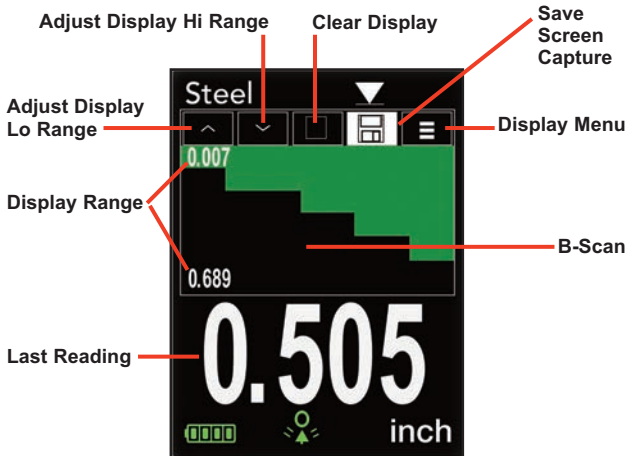 Adjust Display Hi Range
Clear Display
Save
Screen
Capture
Steel
Adjust Display
Lo Range
Display Menu
0.007
Display Range
B-Scan
0.689
Last Reading
0.505
inch